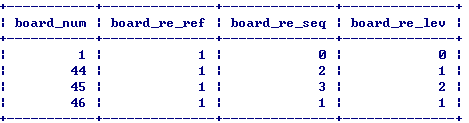 board_num | board_re_ref | board_re_seq | board_re_lev
1 | 1 | 0 | 0
44 | 1 | 2 | 1
45 | 1 | 3 | 2
46 | 1 | 1 | 1